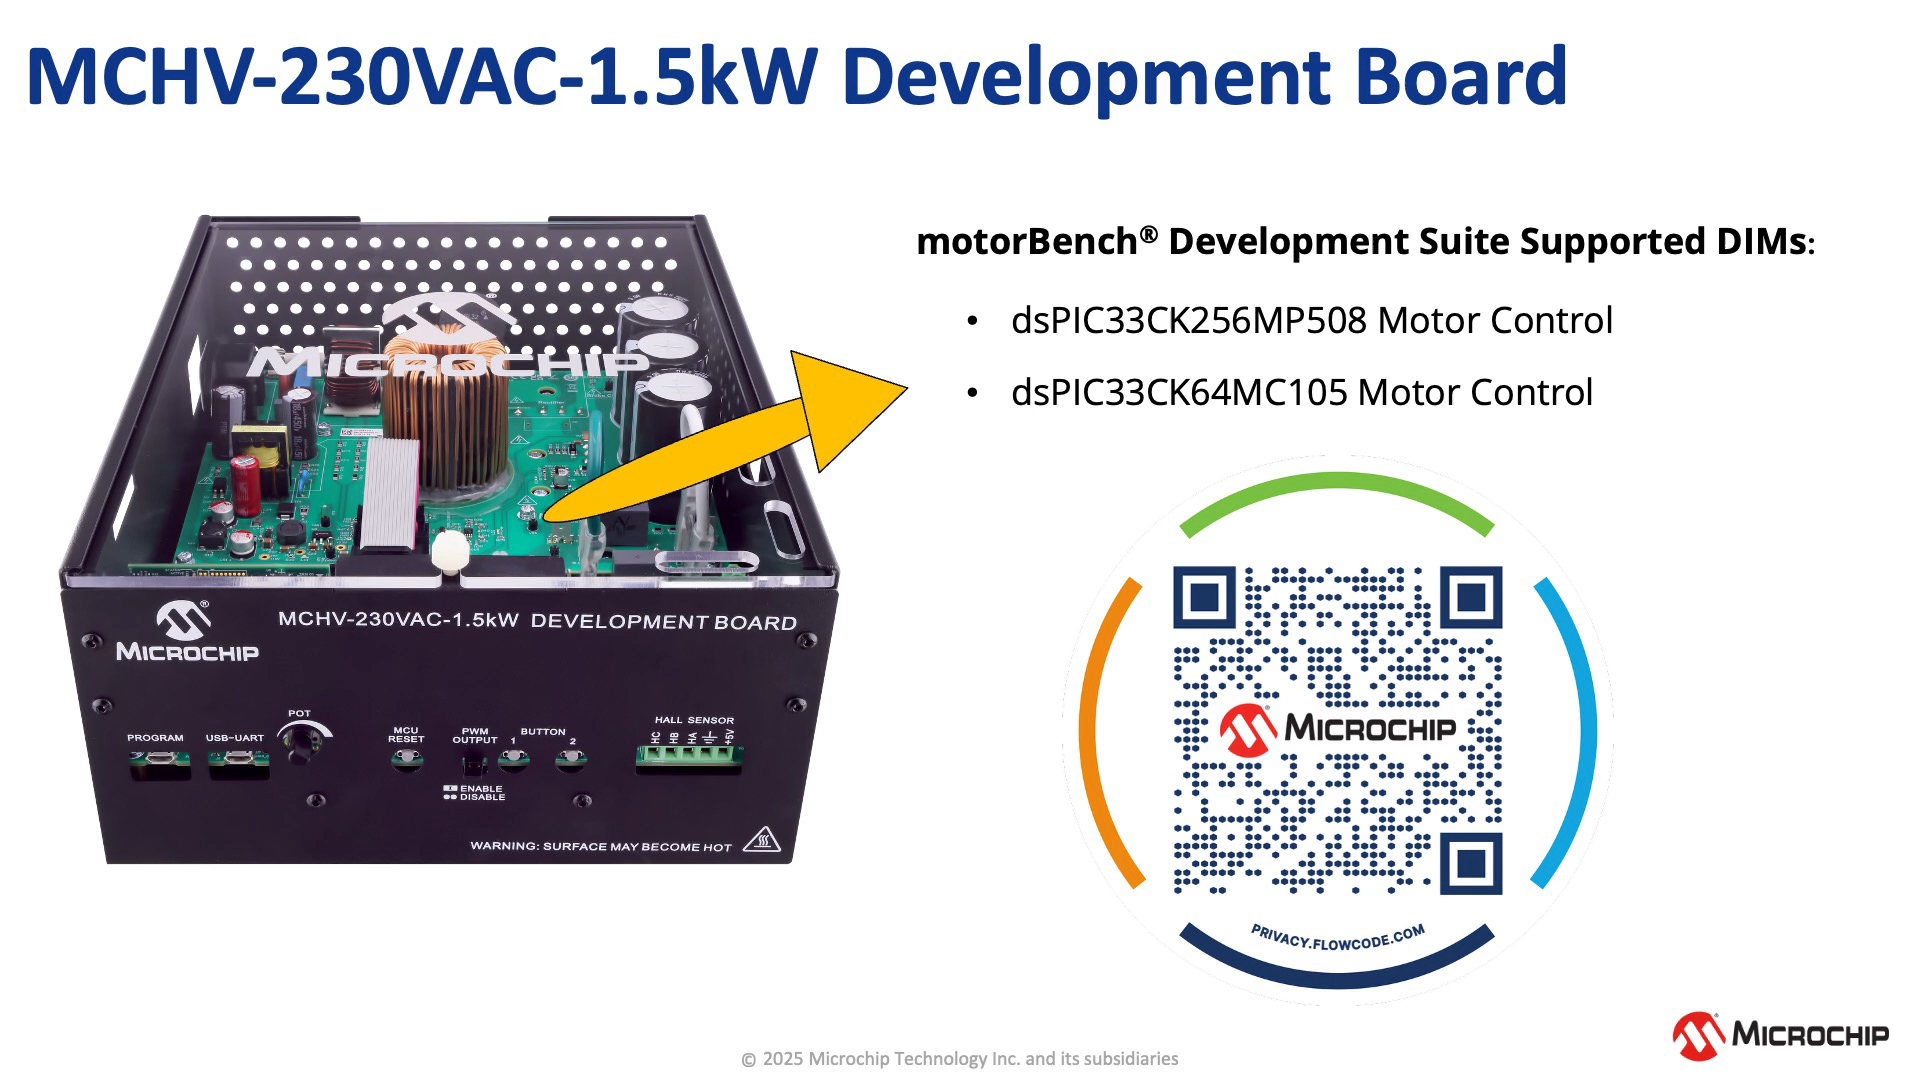 MCHV-230VAC-1.5kW Development Board
motorBench® Development Suite Supported DIMs:
• dsPIC33CK256MP508 Motor Control
• dsPIC33CK64MC105 Motor Control
MICROCHIP
MCHV-230VAC-1.5kW DEVELOPMENT BOARD
MICROCHIP
POT
PROGRAM
USB-UART
MCU
RESET
PWM
OUTPUT
BUTTON
1
2
ENABLE
DISABLE
HALL SENSOR
HC HB HA +5V
WARNING: SURFACE MAY BECOME HOT
MICROCHIP
PRIVACY.FLOWCODE.COM
© 2025 Microchip Technology Inc. and its subsidiaries
MICROCHIP